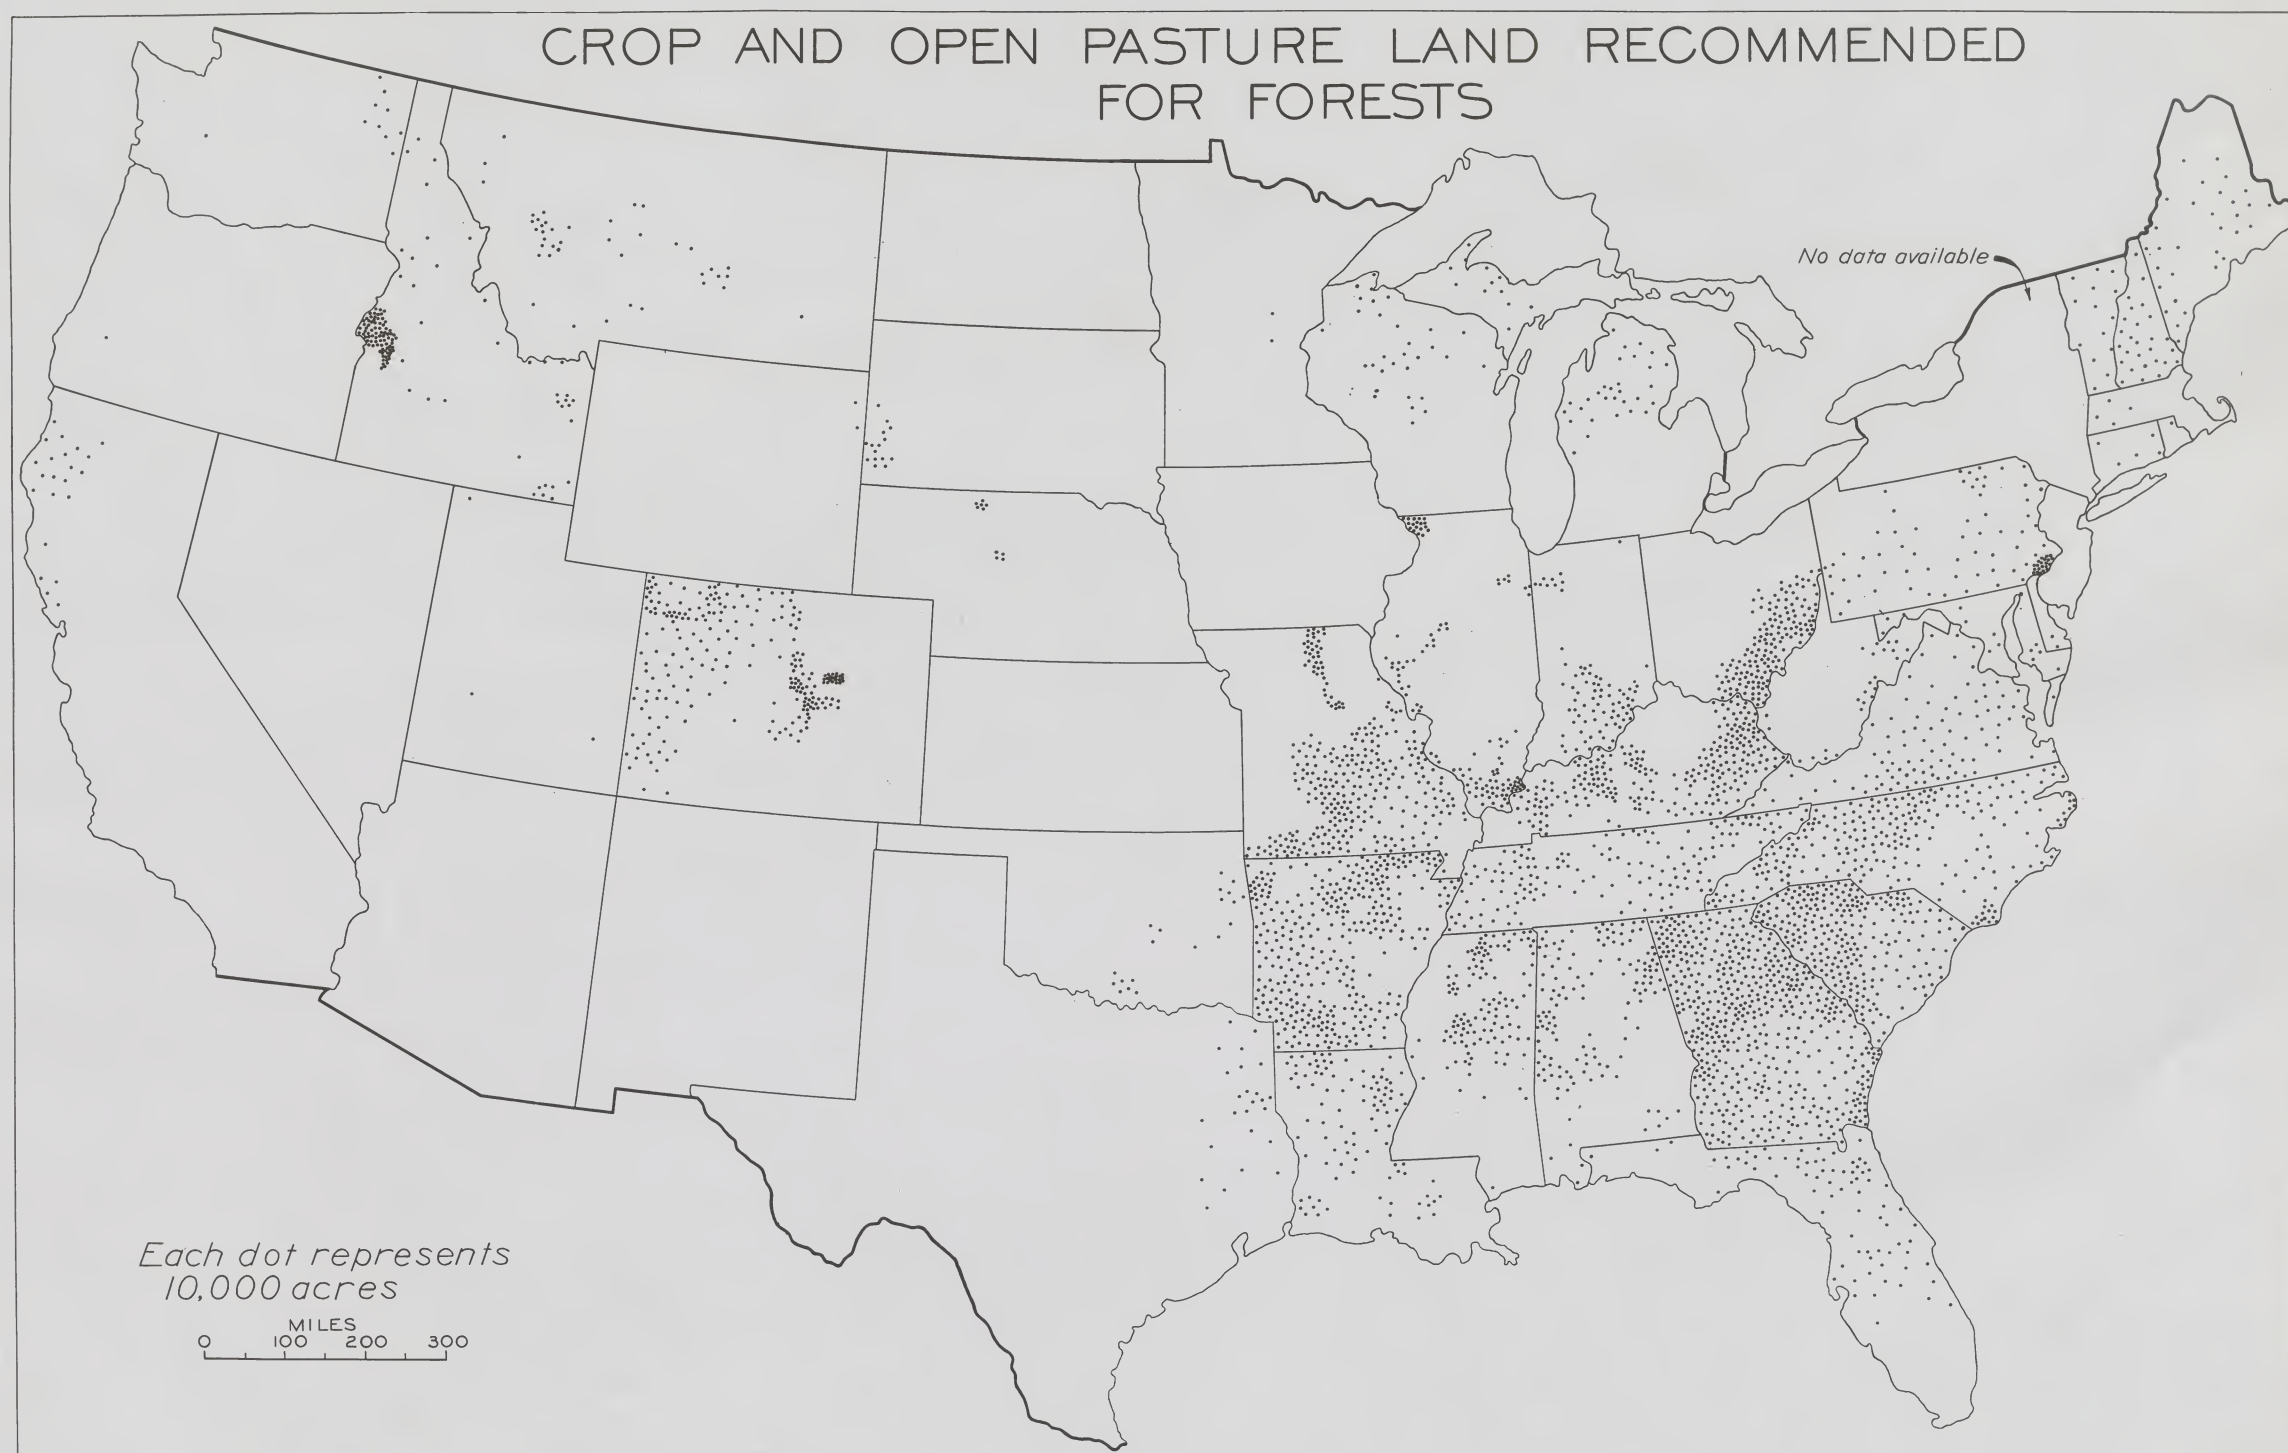 CROP AND OPEN PASTURE LAND RECOMMENDED
FOR FORESTS
No data available
Each dot represents
10,000 acres
MILES
0 100 200 300